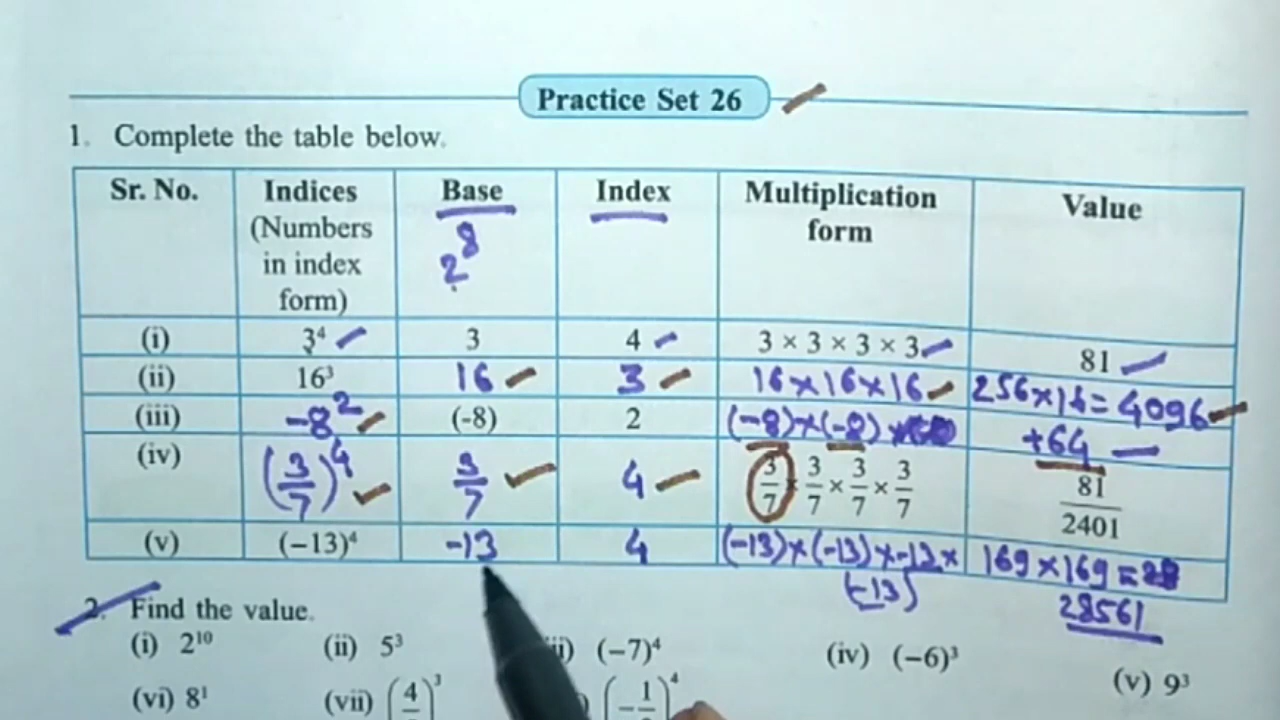 Practice Set 26
1. Complete the table below.
Sr. No. Indices (Numbers in index form) Base 2⁸ Index Multiplication form Value
(i) 3⁴ 3 4 3 × 3 × 3 × 3 81
(ii) 16³ 16 3 16×16×16 256×16=4096
(iii) -8² (-8) 2 (-8)×(-8) +64
(iv) (3/7)⁴ 3/7 4 3/7 × 3/7 × 3/7 × 3/7 81/2401
(v) (−13)⁴ -13 4 (-13)×(-13)×-13× 169×169=
(-13) 28561
2. Find the value.
(i) 2¹⁰ (ii) 5³ (−7)⁴ (iv) (−6)³ (v) 9³
(vi) 8¹ (vii)